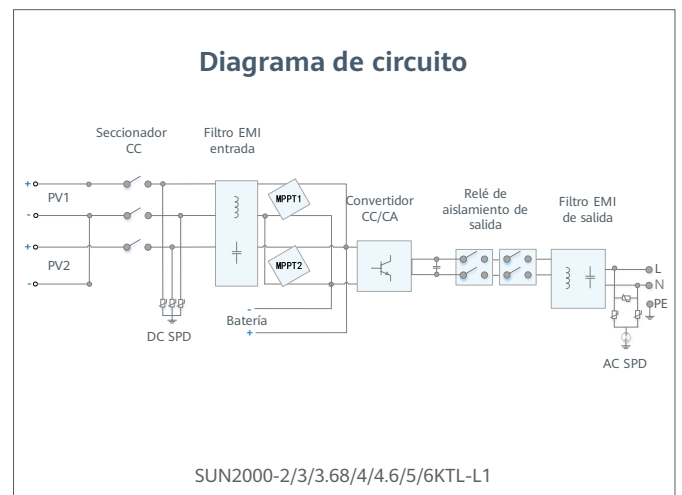 Diagrama de circuito
Seccionador
CC
Filtro EMI
entrada
Convertidor
CC/CA
Relé de
aislamiento de
salida
Filtro EMI
de salida
+
PV1
-
+
PV2
-
MPPT1
MPPT2
L
N
PE
-
Batería
+
DC SPD
AC SPD
SUN2000-2/3/3.68/4/4.6/5/6KTL-L1